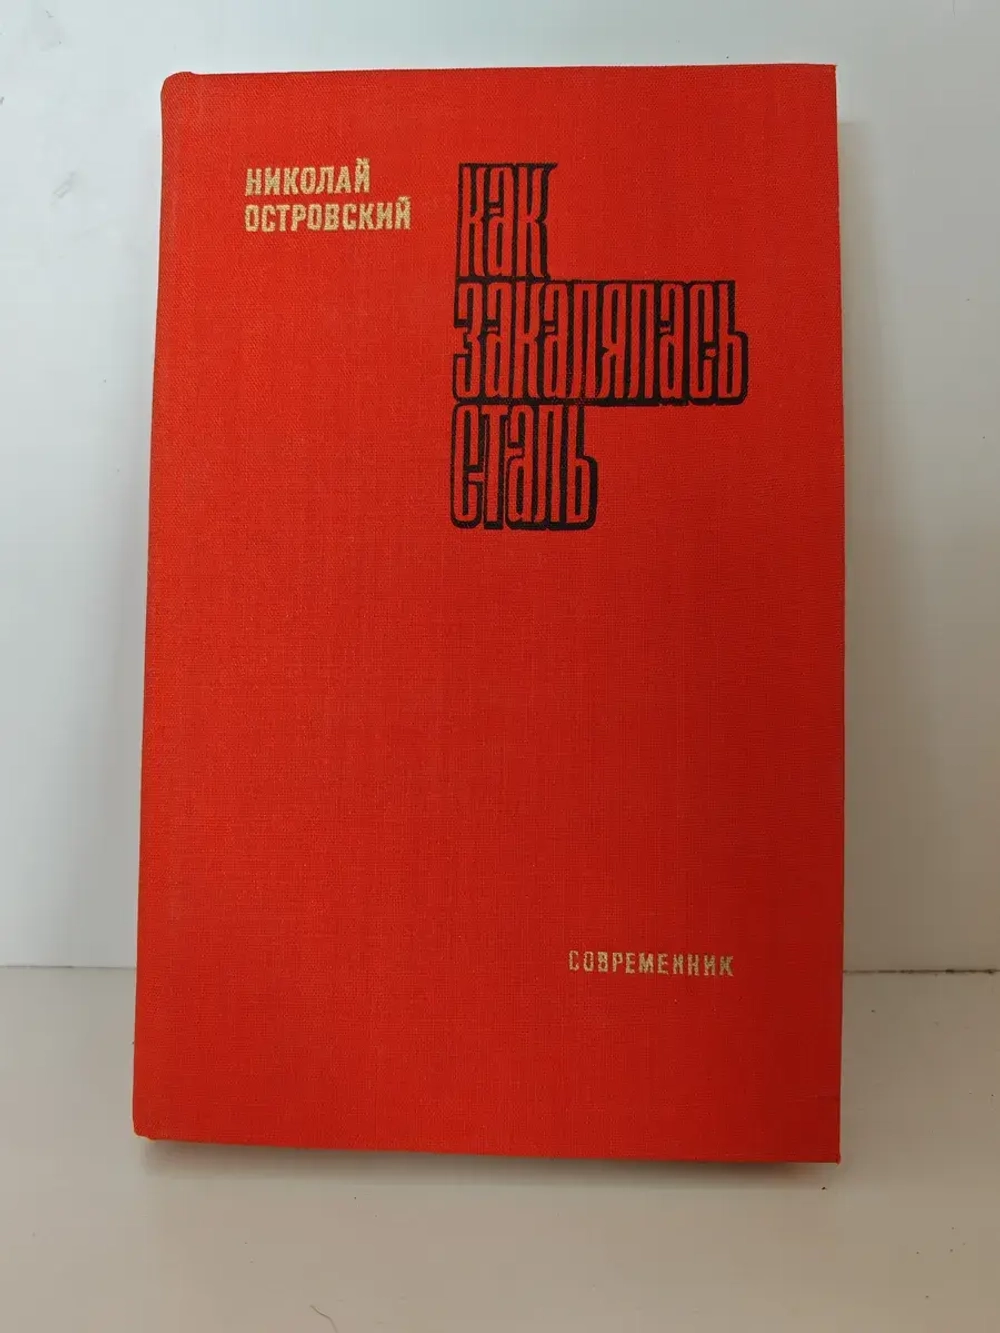 НИКОЛАЙ
ОСТРОВСКИЙ
как
закалялась
сталь
СОВРЕМЕННИК